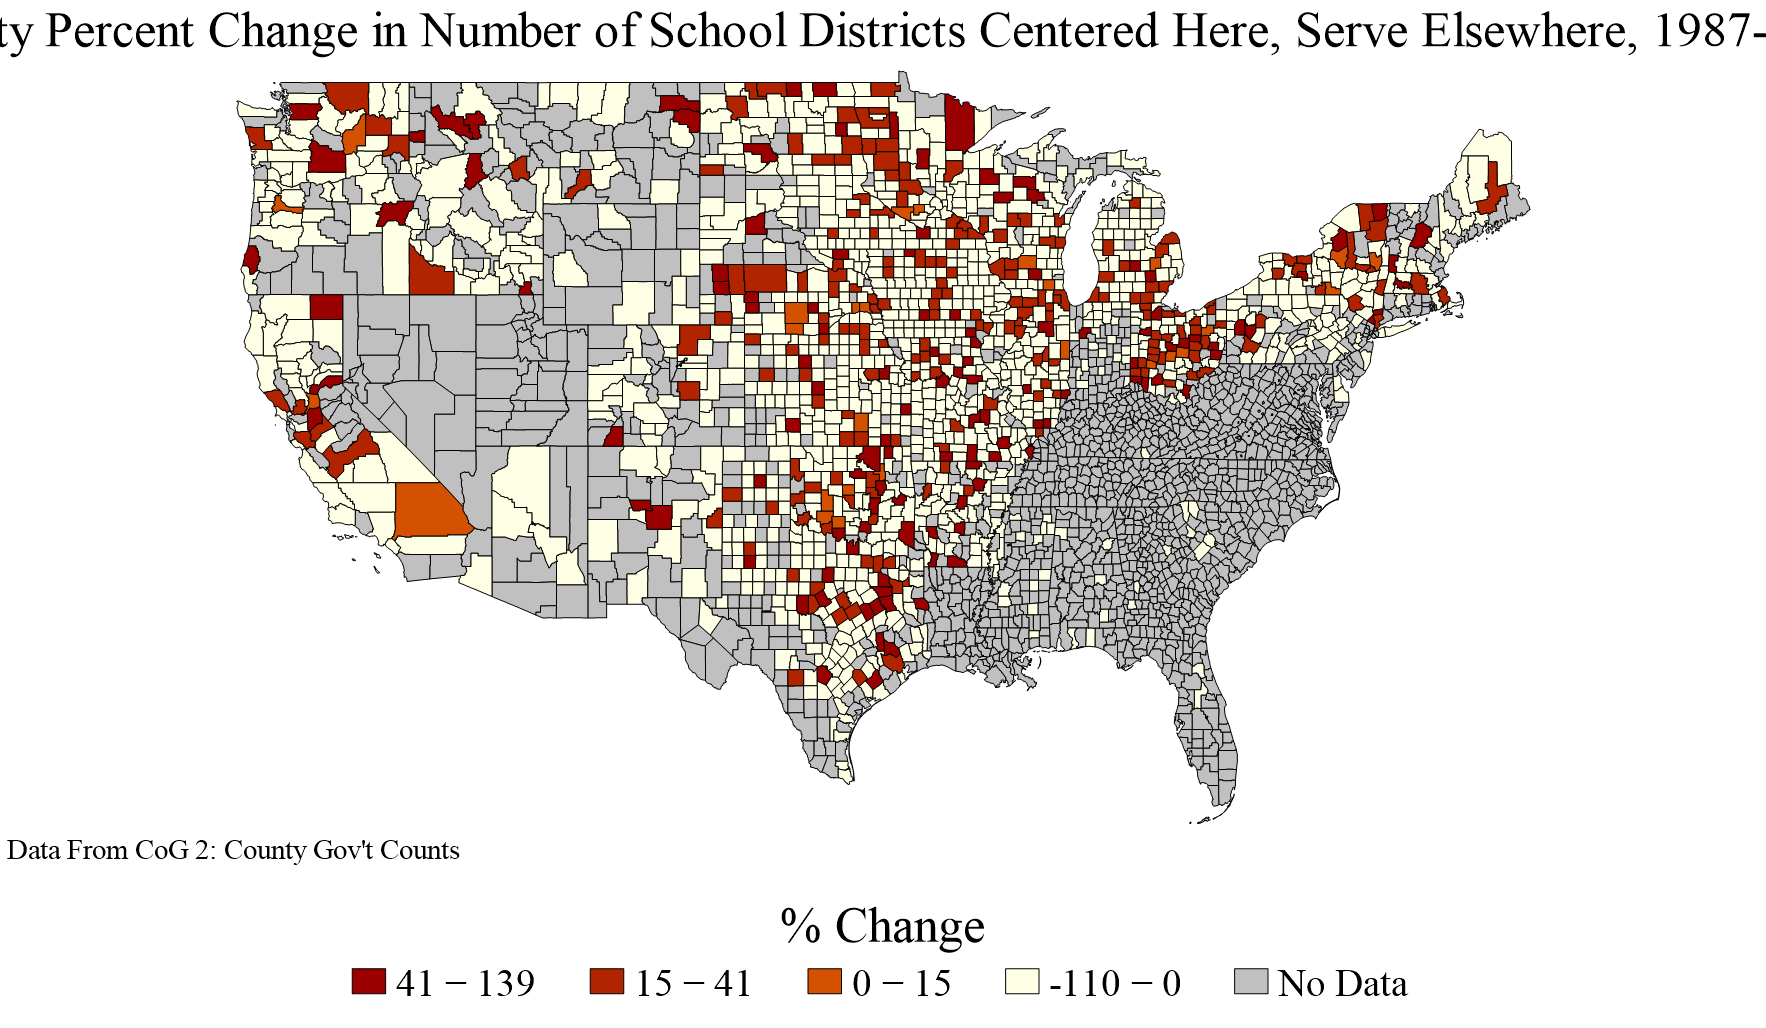 ty Percent Change in Number of School Districts Centered Here, Serve Elsewhere, 1987-
Data From CoG 2: County Gov't Counts
% Change
41 − 139 15 − 41 0 − 15 -110 − 0 No Data